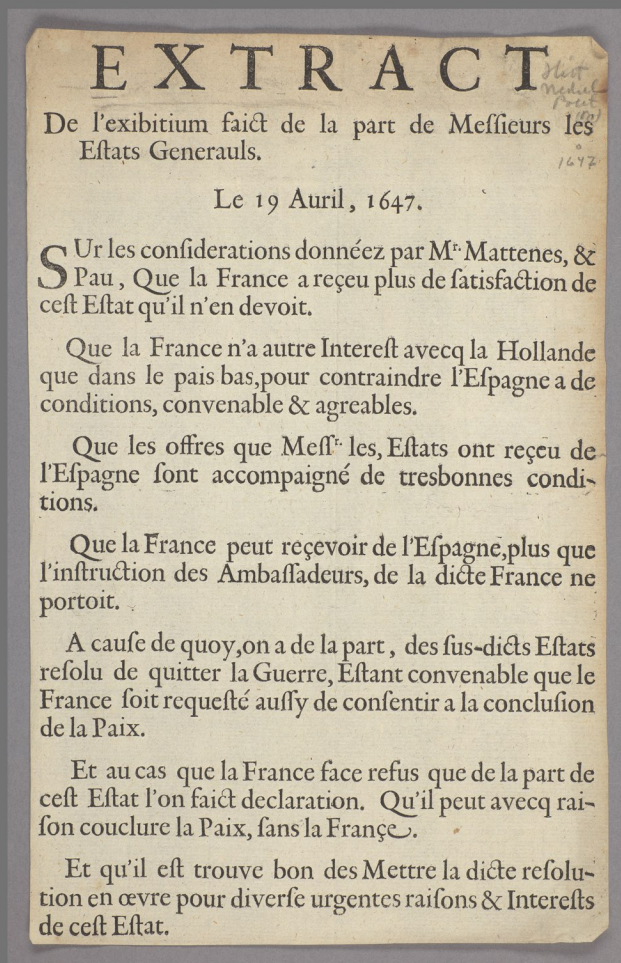 EXTRACT
De l'exibitium faict de la part de Meſſieurs les
Eſtats Generauls.
Le 19 Auril, 1647.
SUr les conſiderations donnéez par Mr. Mattenes, &
Pau, Que la France a reçeu plus de ſatisfaction de
ceſt Eſtat qu'il n'en devoit.
Que la France n'a autre Intereſt avecq la Hollande
que dans le pais bas,pour contraindre l'Eſpagne a de
conditions, convenable & agreables.
Que les offres que Meſſr. les, Eſtats ont reçeu de
l'Eſpagne ſont accompaigné de tresbonnes condi-
tions.
Que la France peut reçevoir de l'Eſpagne,plus que
l'inſtruction des Ambaſſadeurs, de la dicte France ne
portoit.
A cauſe de quoy,on a de la part, des ſus-dicts Eſtats
reſolu de quitter la Guerre, Eſtant convenable que le
France ſoit requeſté auſſy de conſentir a la concluſion
de la Paix.
Et au cas que la France face refus que de la part de
ceſt Eſtat l'on faict declaration. Qu'il peut avecq rai-
ſon couclure la Paix, ſans la Françe.
Et qu'il eſt trouve bon des Mettre la dicte reſolu-
tion en œvre pour diverſe urgentes raiſons & Intereſts
de ceſt Eſtat.
Hist
1647